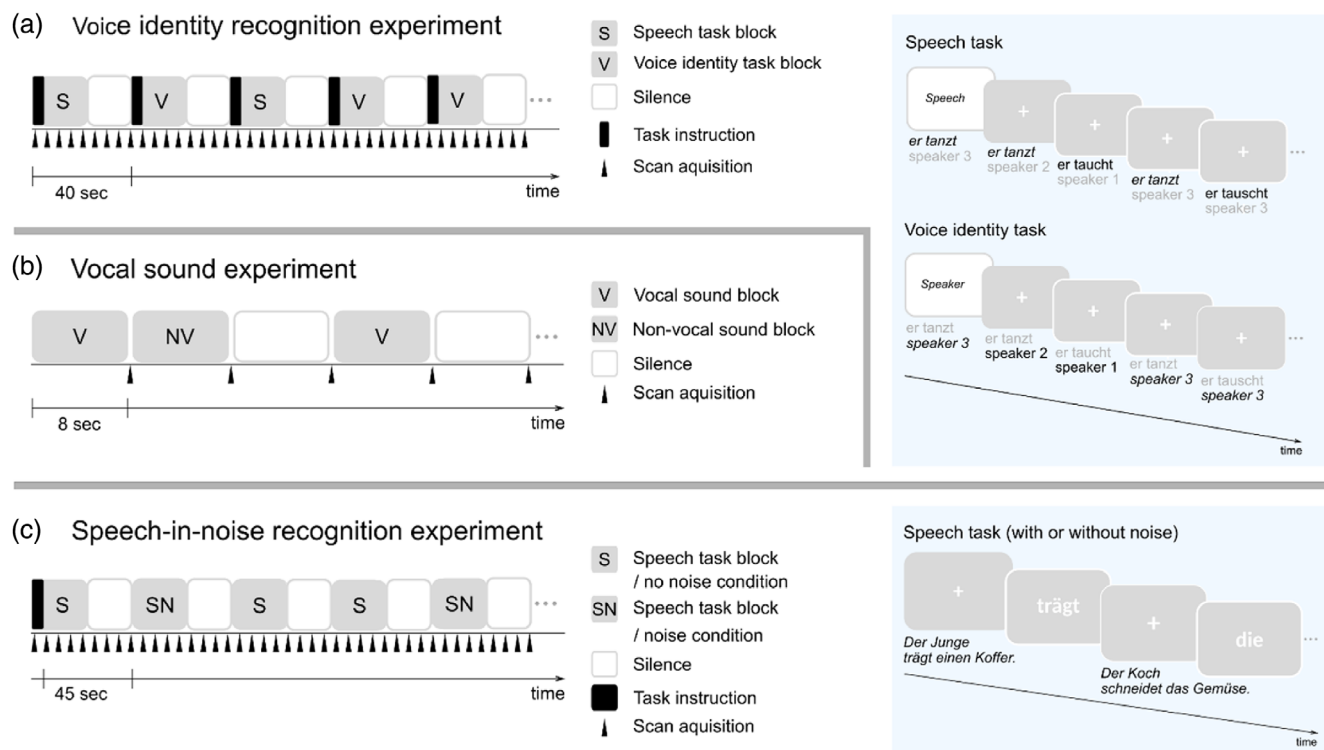 (a) Voice identity recognition experiment
S V S V V ...
40 sec
time
S Speech task block
V Voice identity task block
Silence
Task instruction
Scan aquisition
Speech task
Speech
er tanzt
speaker 3
er tanzt
speaker 2
er taucht
speaker 1
er tanzt
speaker 3
er tauscht
speaker 3
...
Voice identity task
Speaker
er tanzt
speaker 3
er tanzt
speaker 2
er taucht
speaker 1
er tanzt
speaker 3
er tauscht
speaker 3
...
time
(b) Vocal sound experiment
V NV V ...
8 sec
time
V Vocal sound block
NV Non-vocal sound block
Silence
Scan aquisition
(c) Speech-in-noise recognition experiment
S SN S S SN ...
45 sec
time
S Speech task block
/ no noise condition
SN Speech task block
/ noise condition
Silence
Task instruction
Scan aquisition
Speech task (with or without noise)
trägt
die
...
Der Junge
trägt einen Koffer.
Der Koch
schneidet das Gemüse.
time